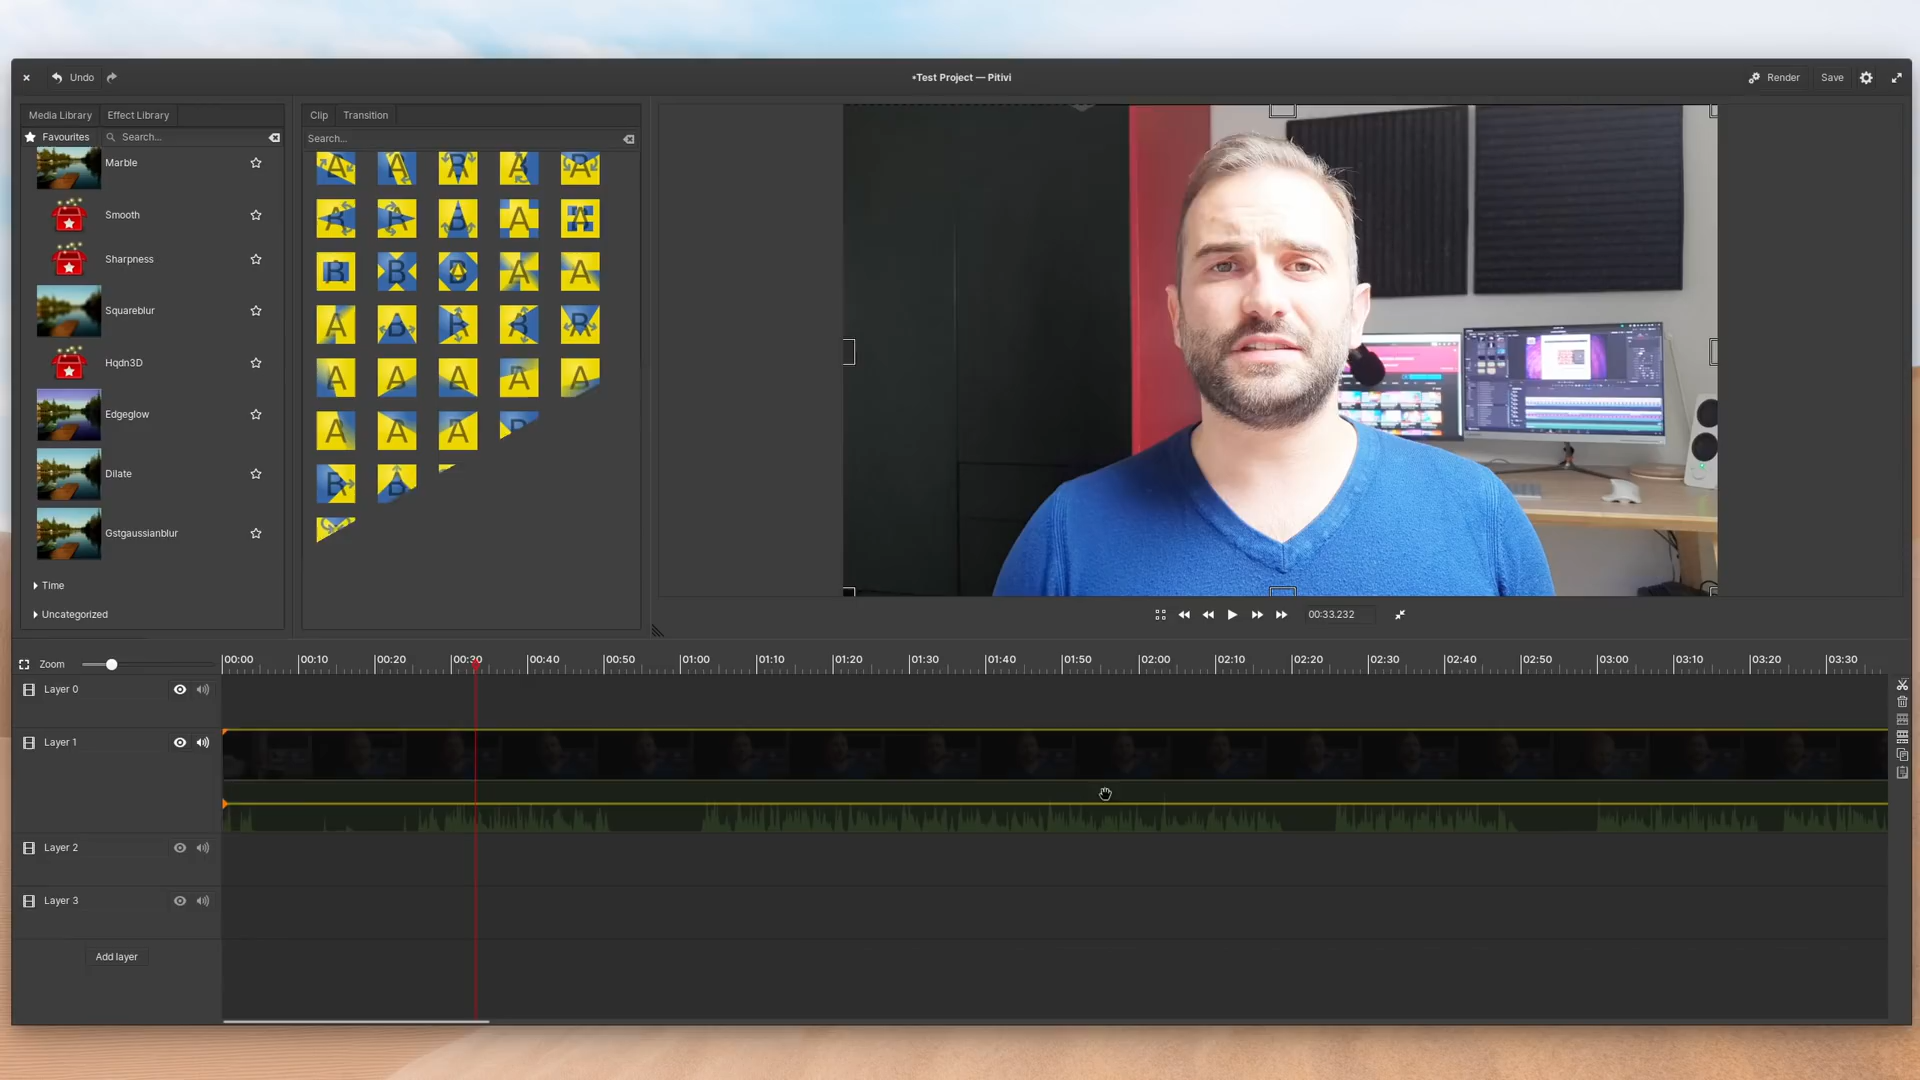 Undo
•Test Project — Pitivi
Render
Save
Media Library
Effect Library
Clip
Transition
Favourites
Search...
Search...
Marble
Smooth
Sharpness
Squareblur
Hqdn3D
Edgeglow
Dilate
Gstgaussianblur
Time
Uncategorized
00:33.232
Zoom
00:00 00:10 00:20 00:30 00:40 00:50 01:00 01:10 01:20 01:30 01:40 01:50 02:00 02:10 02:20 02:30 02:40 02:50 03:00 03:10 03:20 03:30
Layer 0
Layer 1
Layer 2
Layer 3
Add layer